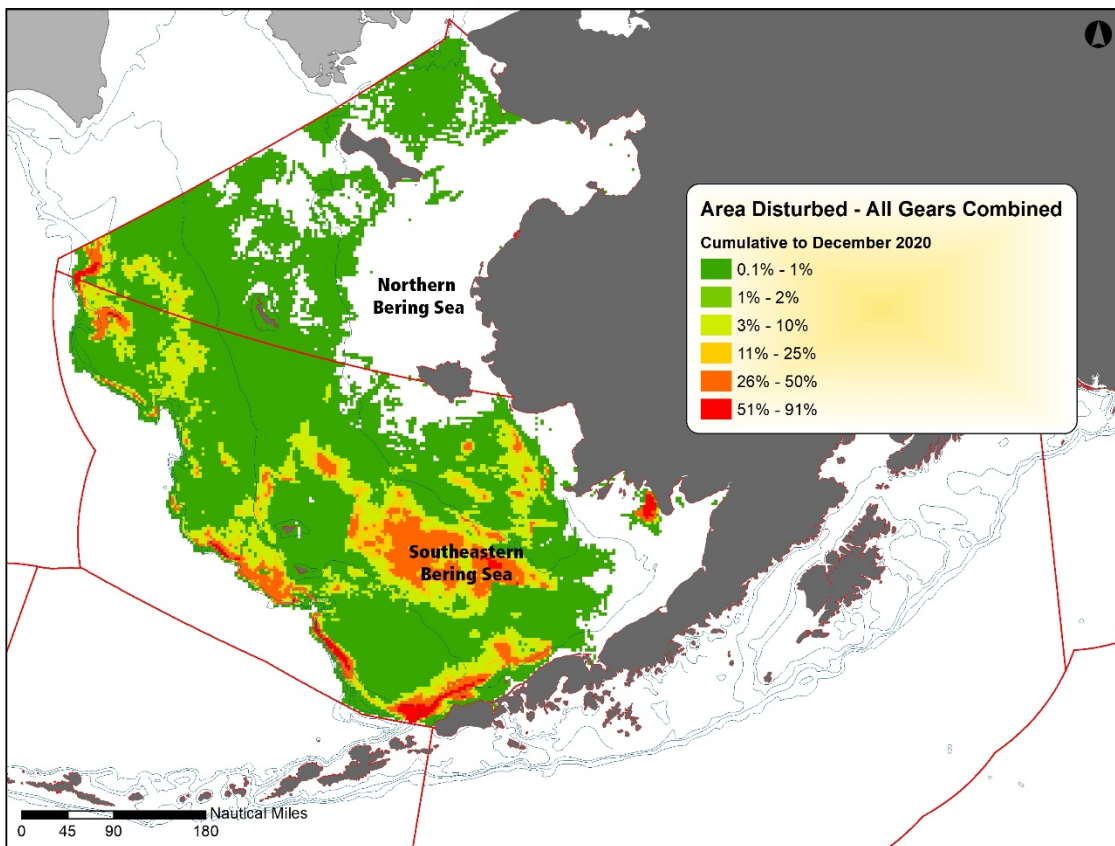 Area Disturbed - All Gears Combined
Cumulative to December 2020
0.1% - 1%
1% - 2%
3% - 10%
11% - 25%
26% - 50%
51% - 91%
Northern
Bering Sea
Southeastern
Bering Sea
Nautical Miles
0 45 90 180